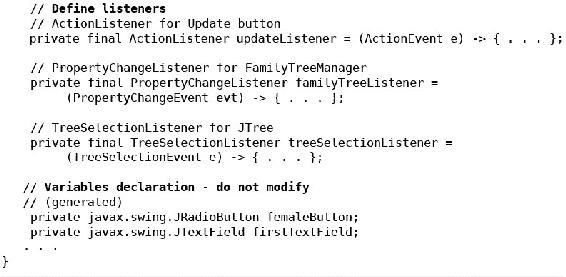 // Define listeners
// ActionListener for Update button
private final ActionListener updateListener = (ActionEvent e) -> { . . . };
// PropertyChangeListener for FamilyTreeManager
private final PropertyChangeListener familyTreeListener =
(PropertyChangeEvent evt) -> { . . . };
// TreeSelectionListener for JTree
private final TreeSelectionListener treeSelectionListener =
(TreeSelectionEvent e) -> { . . . };
// Variables declaration - do not modify
// (generated)
private javax.swing.JRadioButton femaleButton;
private javax.swing.JTextField firstTextField;
. . .
}